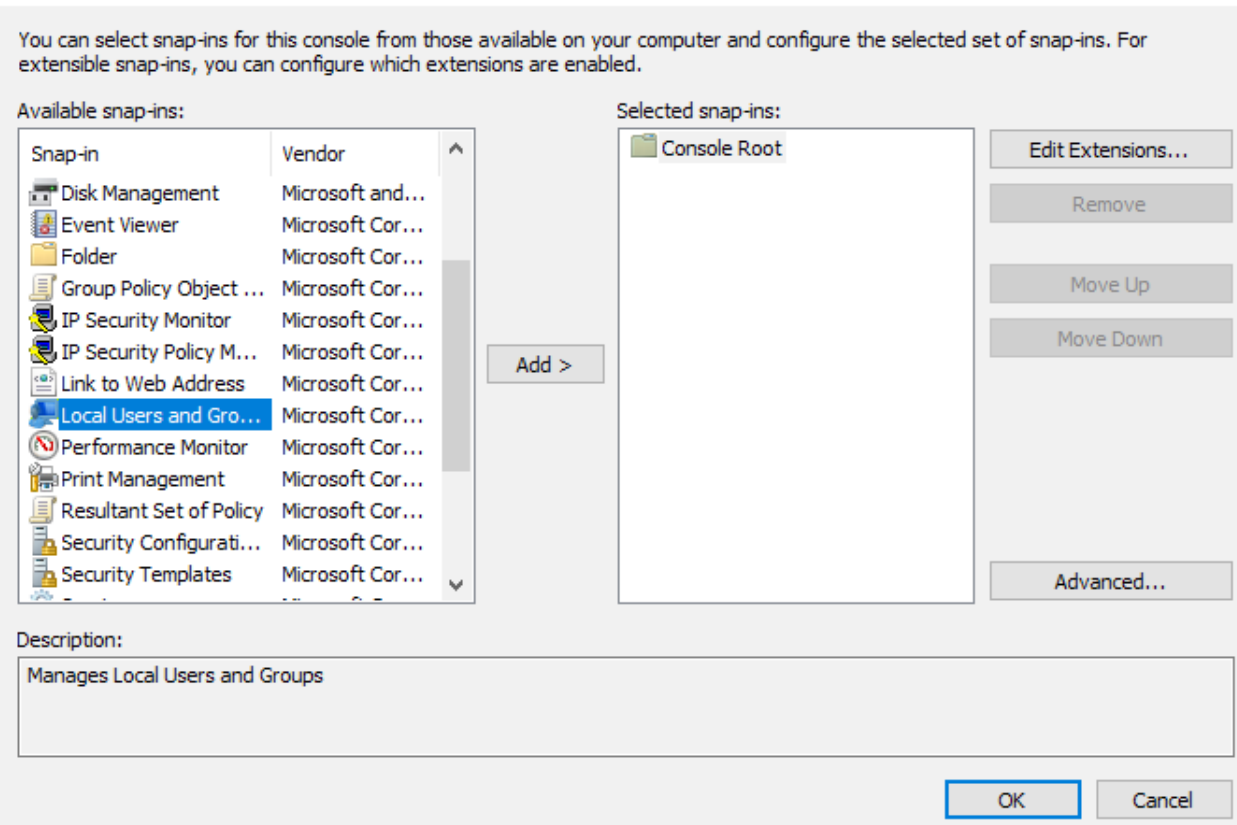 You can select snap-ins for this console from those available on your computer and configure the selected set of snap-ins. For
extensible snap-ins, you can configure which extensions are enabled.
Available snap-ins:
Snap-in Vendor
Disk Management Microsoft and...
Event Viewer Microsoft Cor...
Folder Microsoft Cor...
Group Policy Object ... Microsoft Cor...
IP Security Monitor Microsoft Cor...
IP Security Policy M... Microsoft Cor...
Link to Web Address Microsoft Cor...
Local Users and Gro... Microsoft Cor...
Performance Monitor Microsoft Cor...
Print Management Microsoft Cor...
Resultant Set of Policy Microsoft Cor...
Security Configurati... Microsoft Cor...
Security Templates Microsoft Cor...
Add >
Selected snap-ins:
Console Root
Edit Extensions...
Remove
Move Up
Move Down
Advanced...
Description:
Manages Local Users and Groups
OK
Cancel